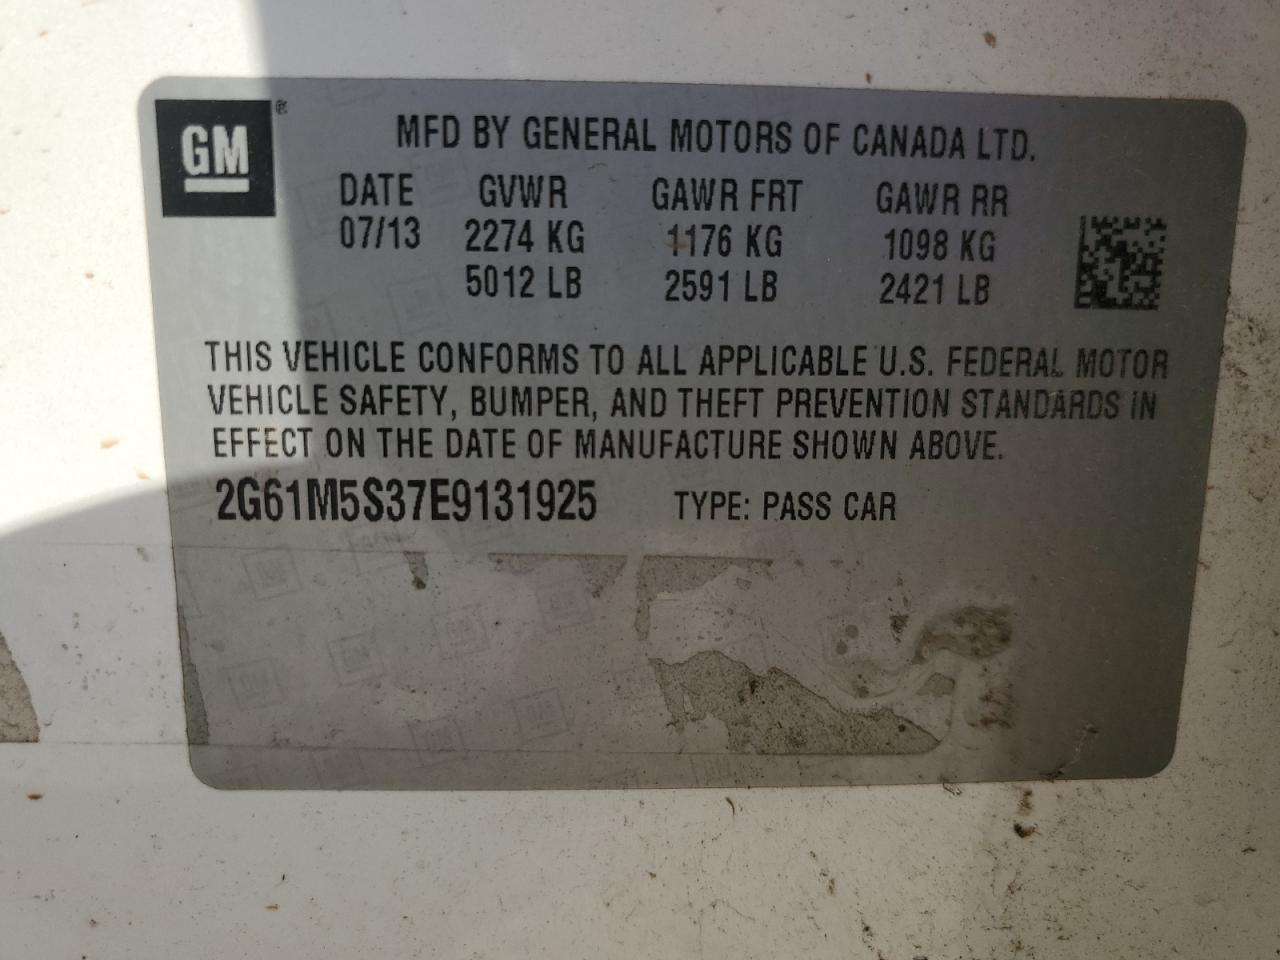 GM ®
MFD BY GENERAL MOTORS OF CANADA LTD.
DATE GVWR GAWR FRT GAWR RR
07/13 2274 KG 1176 KG 1098 KG
5012 LB 2591 LB 2421 LB
THIS VEHICLE CONFORMS TO ALL APPLICABLE U.S. FEDERAL MOTOR
VEHICLE SAFETY, BUMPER, AND THEFT PREVENTION STANDARDS IN
EFFECT ON THE DATE OF MANUFACTURE SHOWN ABOVE.
2G61M5S37E9131925 TYPE: PASS CAR